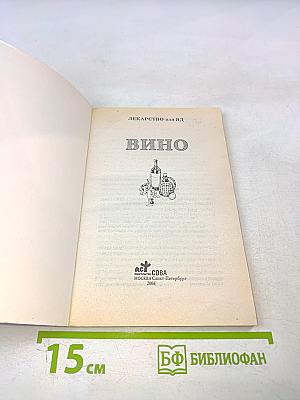 ЛЕКАРСТВО или ЯД
ВИНО
АСТ
СОВА
МОСКВА Санкт-Петербург
2004
15 см
БФ БИБЛИОФАН